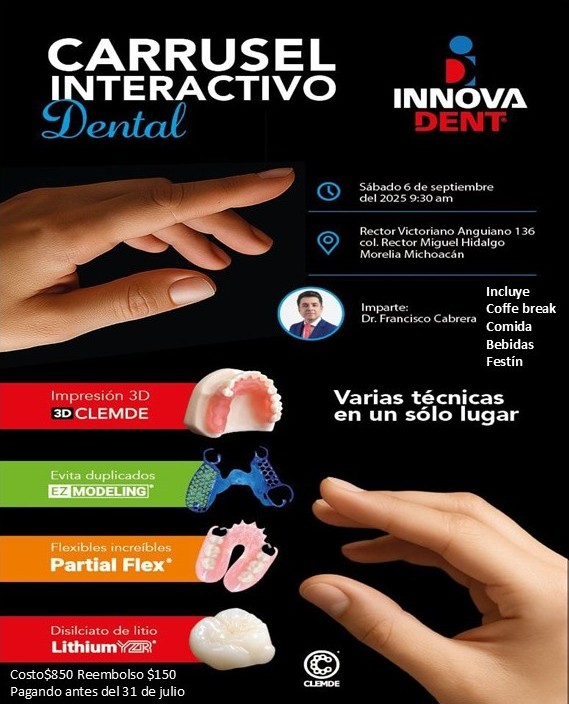 CARRUSEL
INTERACTIVO
Dental
INNOVA
DENT®
Sábado 6 de septiembre
del 2025 9:30 am
Rector Victoriano Anguiano 136
col. Rector Miguel Hidalgo
Morelia Michoacán
Imparte:
Dr. Francisco Cabrera
Incluye
Coffe break
Comida
Bebidas
Festín
Impresión 3D
3D CLEMDE
Varias técnicas
en un sólo lugar
Evita duplicados
EZ MODELING®
Flexibles increíbles
Partial Flex®
Disilciato de litio
Lithium YZR®
CLEMDE
Costo$850 Reembolso $150
Pagando antes del 31 de julio